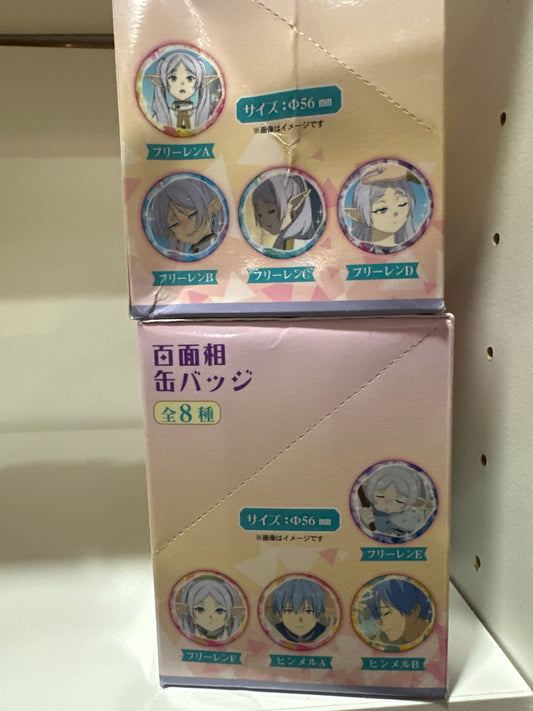 サイズ：Φ56㎜
※画像はイメージです
フリーレンA
フリーレンB
フリーレンC
フリーレンD
百面相
缶バッジ
全8種
サイズ：Φ56㎜
※画像はイメージです
フリーレンE
フリーレンF
ヒンメルA
ヒンメルB